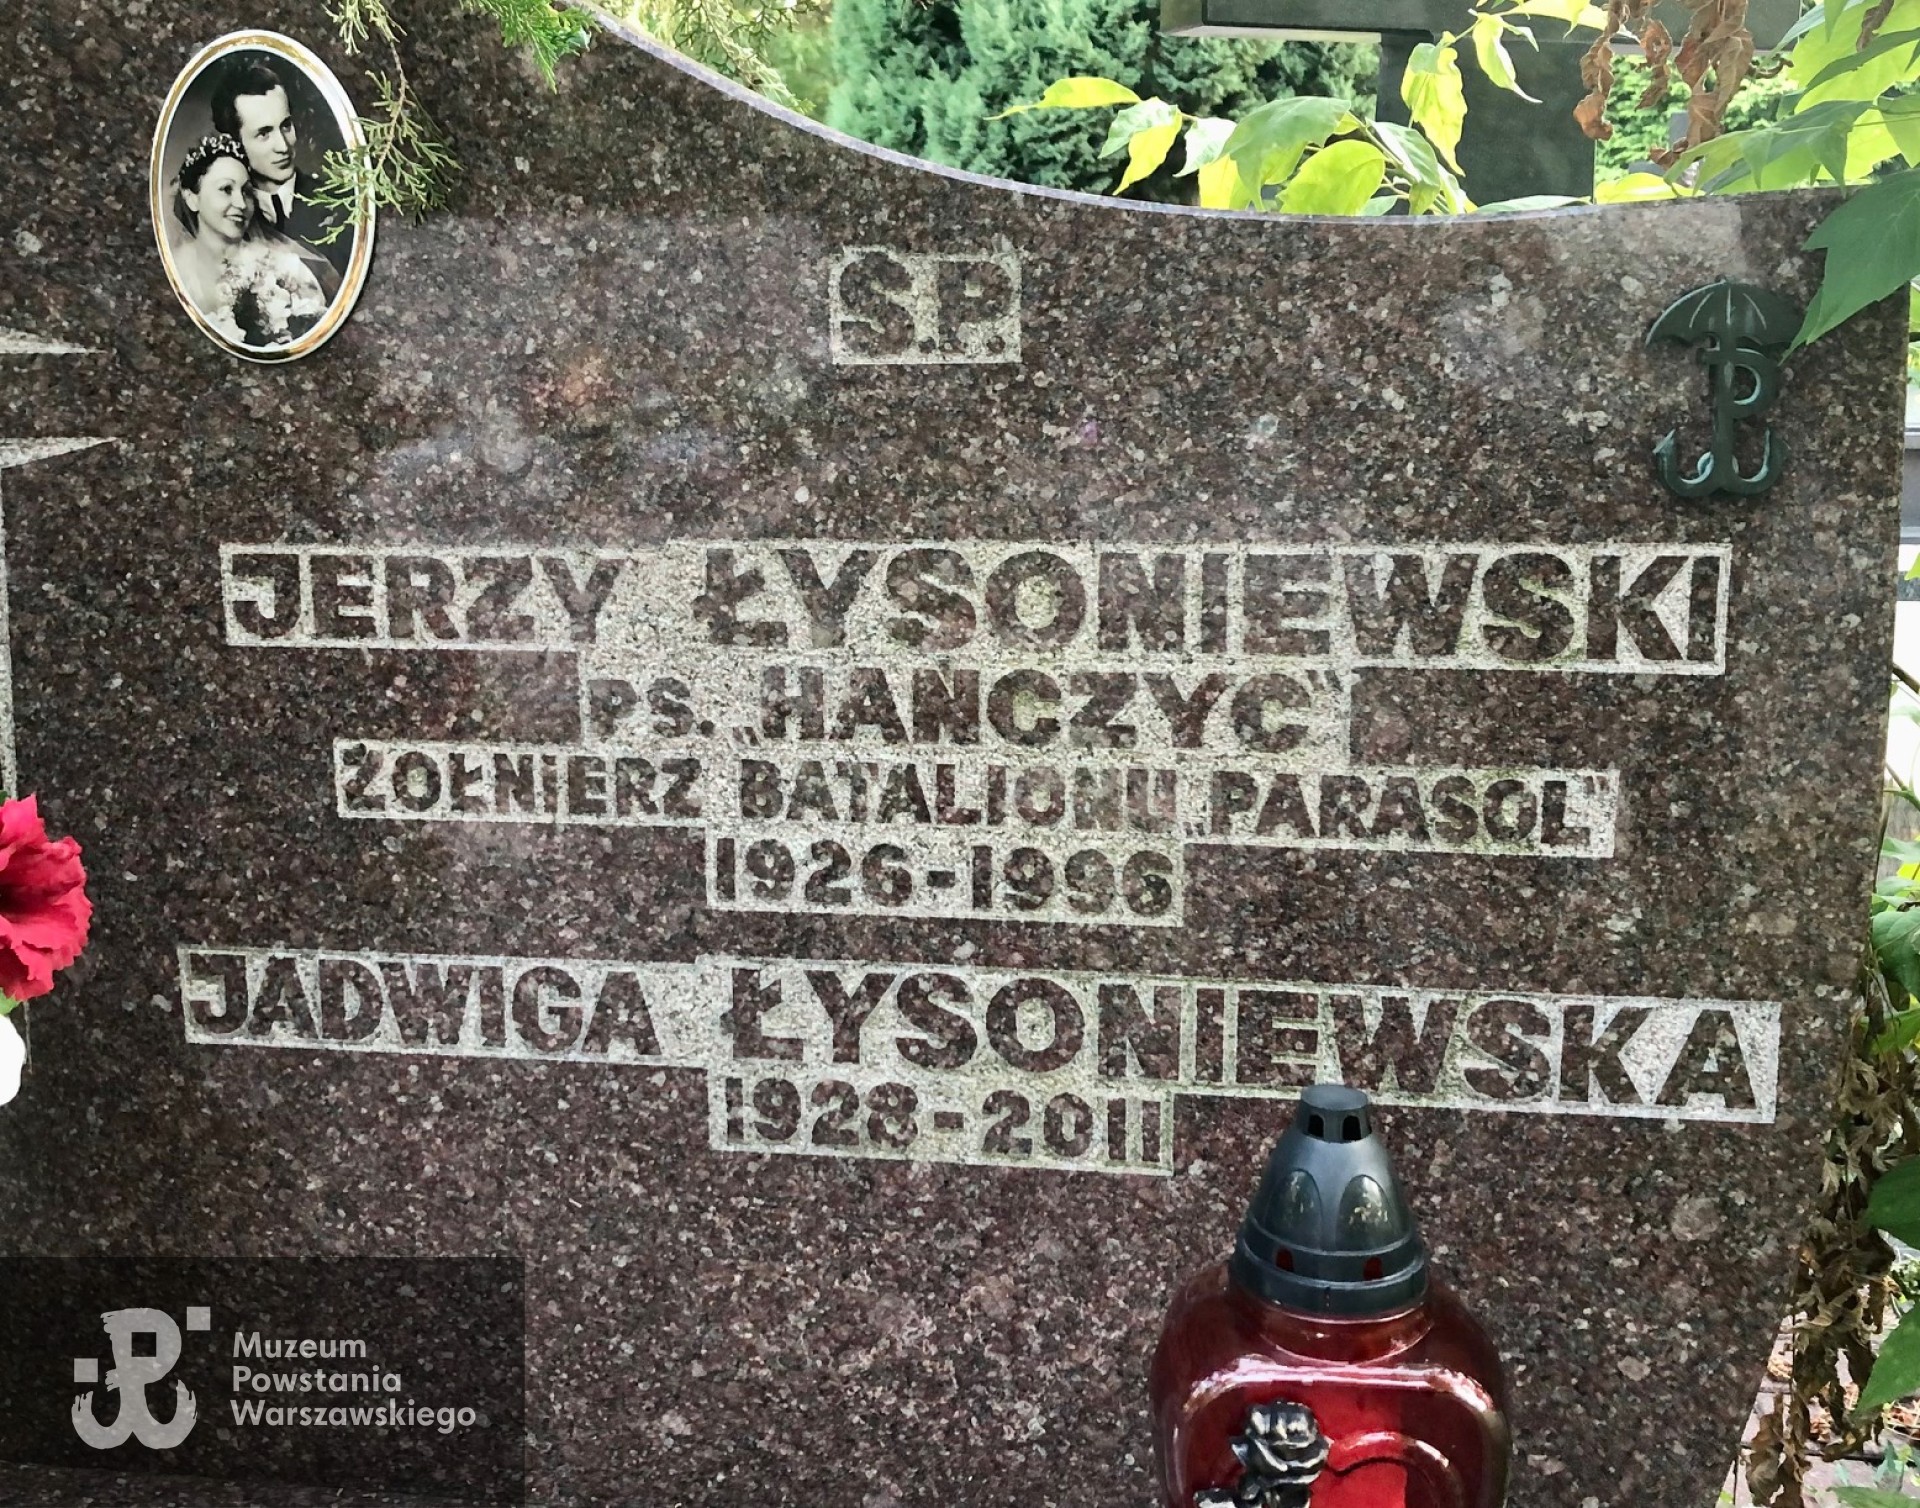 Ś.P.
JERZY ŁYSONIEWSKI
PS. „HAŃCZYC"
ŻOŁNIERZ BATALIONU „PARASOL"
1926-1996
JADWIGA ŁYSONIEWSKA
1928-2011
Muzeum
Powstania
Warszawskiego